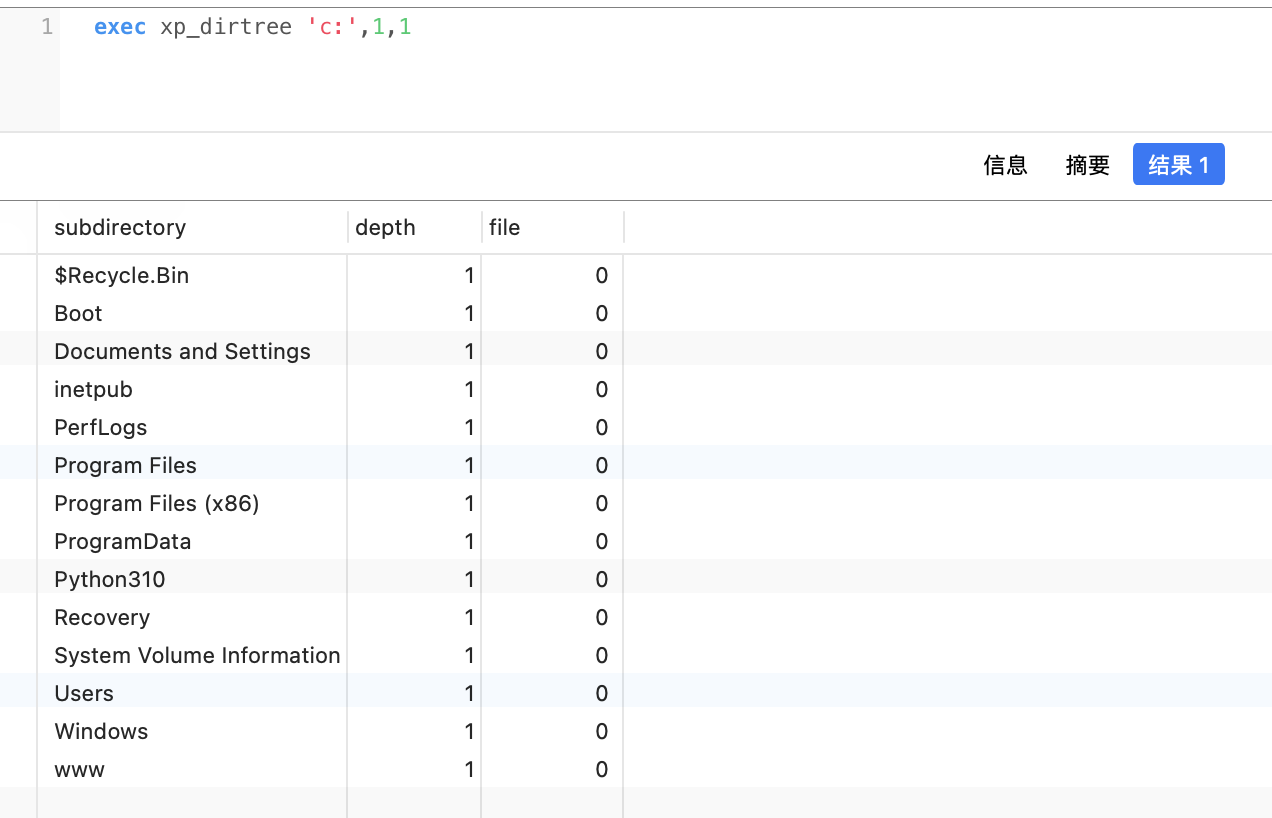 1 exec xp_dirtree 'c:',1,1
信息 摘要 结果 1
subdirectory depth file
$Recycle.Bin 1 0
Boot 1 0
Documents and Settings 1 0
inetpub 1 0
PerfLogs 1 0
Program Files 1 0
Program Files (x86) 1 0
ProgramData 1 0
Python310 1 0
Recovery 1 0
System Volume Information 1 0
Users 1 0
Windows 1 0
www 1 0